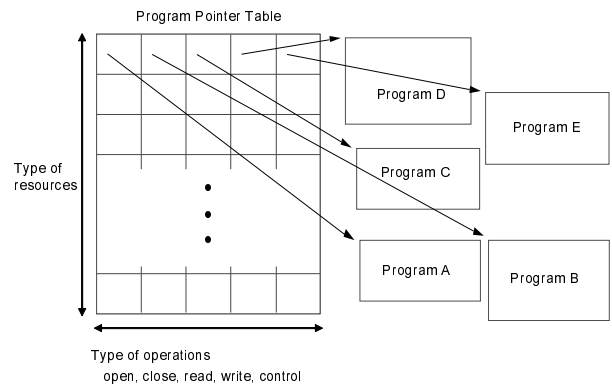 Program Pointer Table
Program D
Program E
Type of
resources
Program C
Program A
Program B
Type of operations
open, close, read, write, control